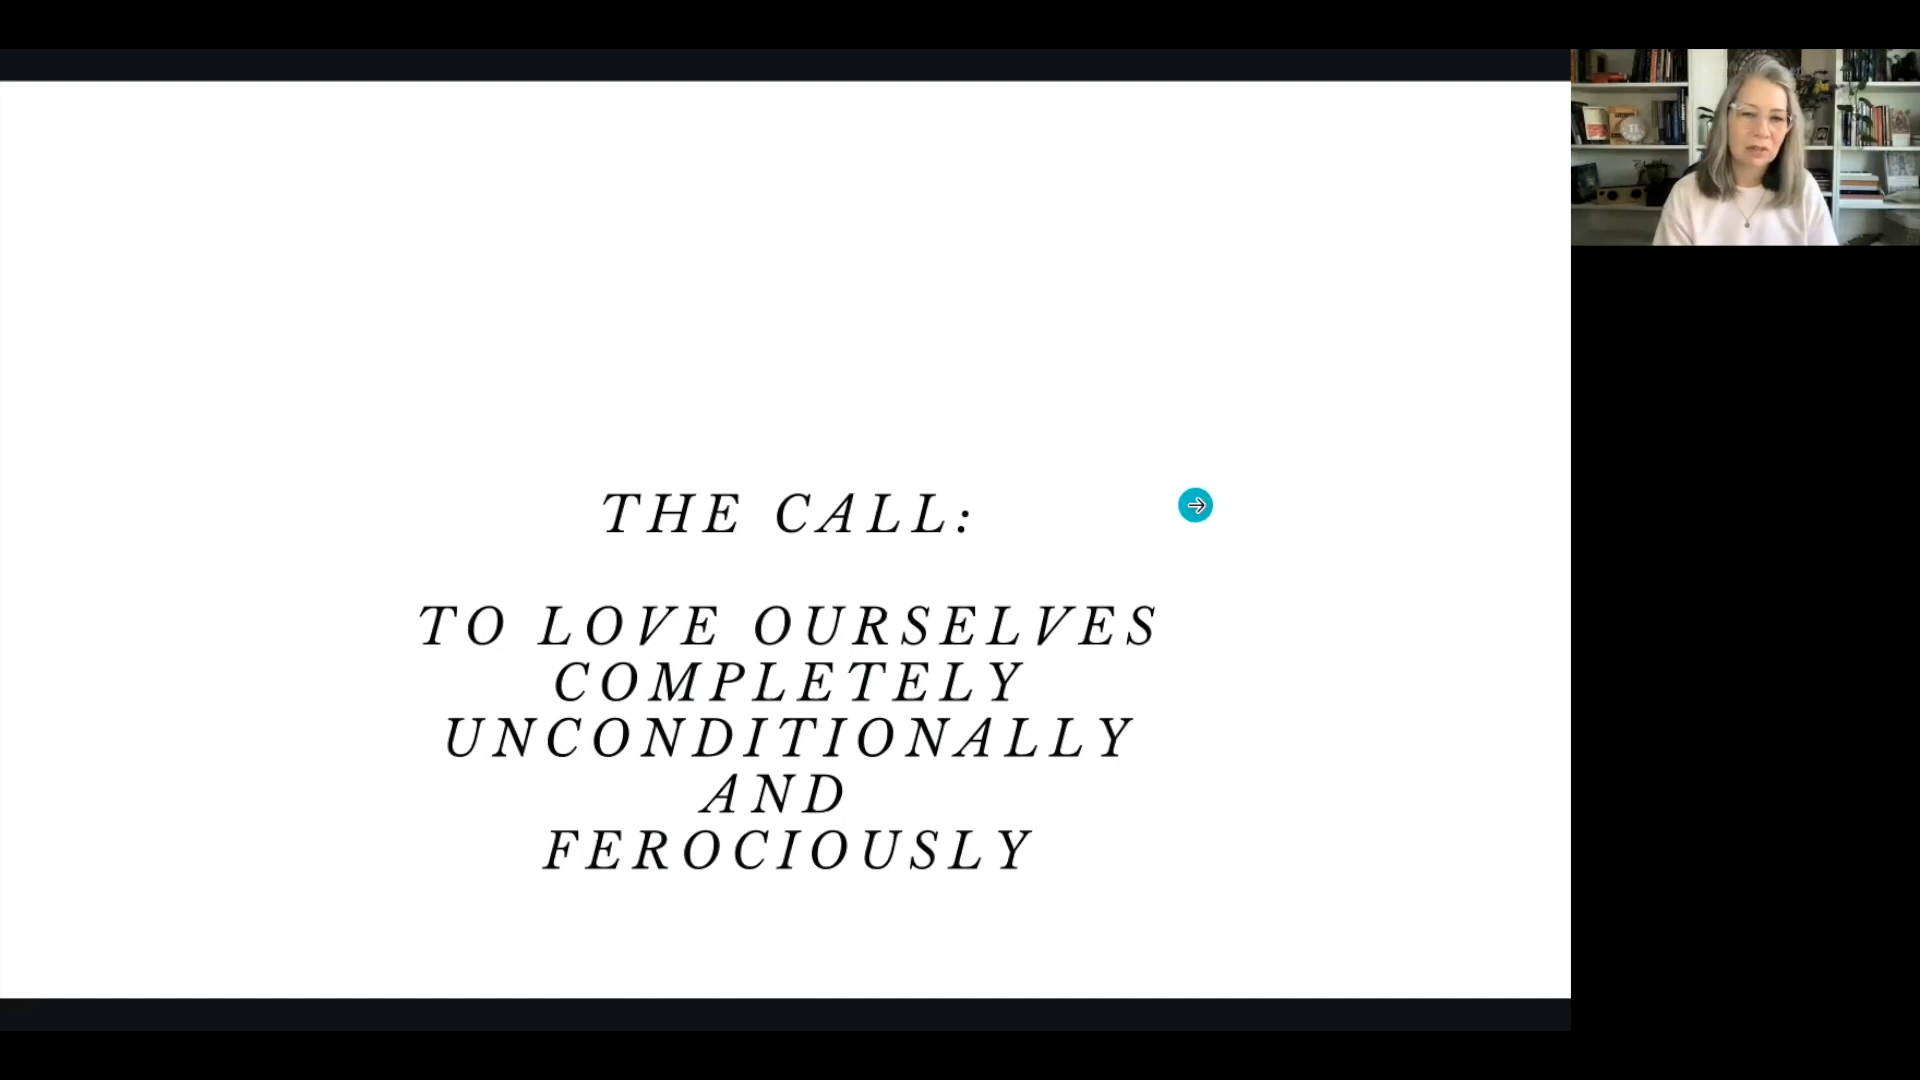 THE CALL:
TO LOVE OURSELVES
COMPLETELY
UNCONDITIONALLY
AND
FEROCIOUSLY